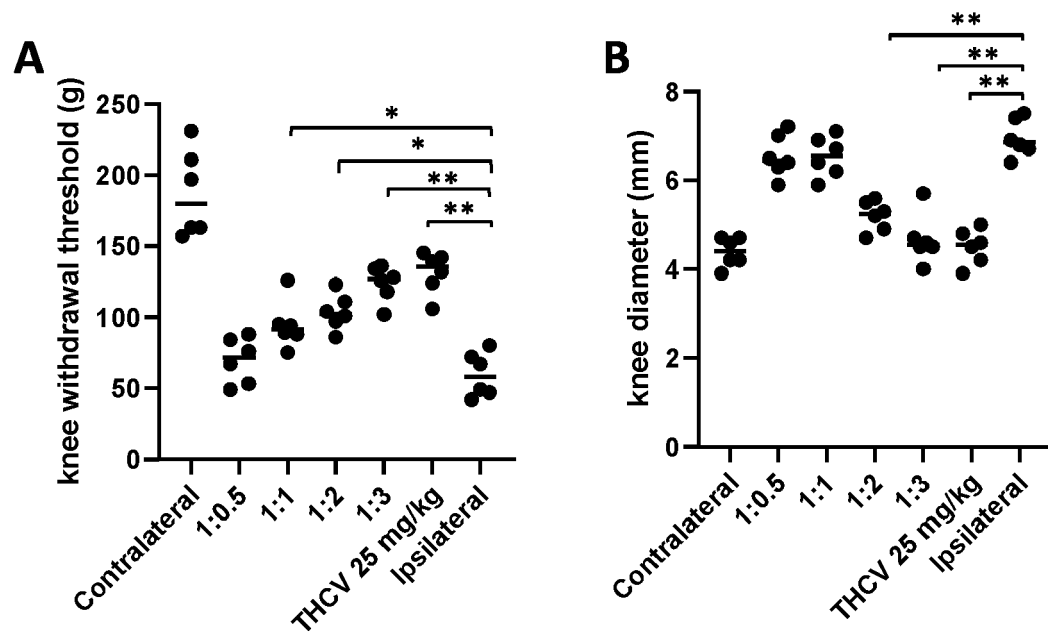 A
knee withdrawal threshold (g)
250
200
150
100
50
0
*
*
**
**
Contralateral
1:0.5
1:1
1:2
1:3
THCV 25 mg/kg
Ipsilateral
B
knee diameter (mm)
8
6
4
2
0
**
**
**
Contralateral
1:0.5
1:1
1:2
1:3
THCV 25 mg/kg
Ipsilateral